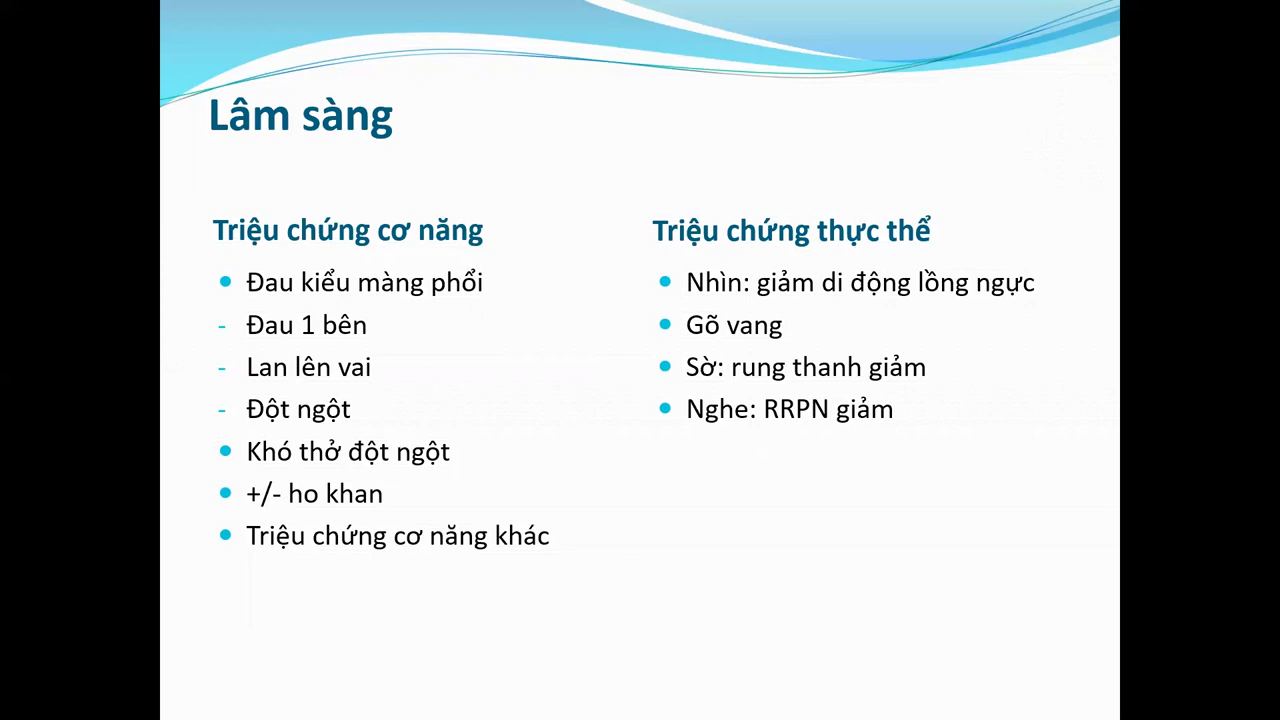 Lâm sàng
Triệu chứng cơ năng
Đau kiểu màng phổi
- Đau 1 bên
- Lan lên vai
- Đột ngột
Khó thở đột ngột
+/- ho khan
Triệu chứng cơ năng khác
Triệu chứng thực thể
Nhìn: giảm di động lồng ngực
Gõ vang
Sờ: rung thanh giảm
Nghe: RRPN giảm